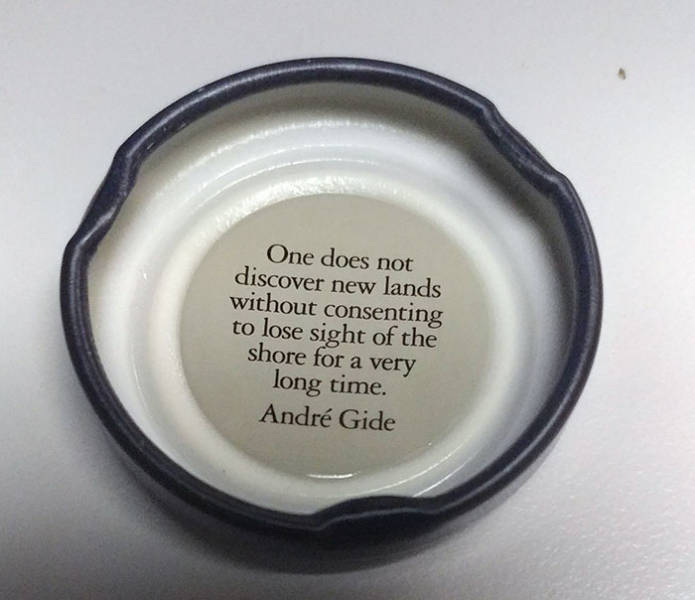 One does not
discover new lands
without consenting
to lose sight of the
shore for a very
long time.
André Gide